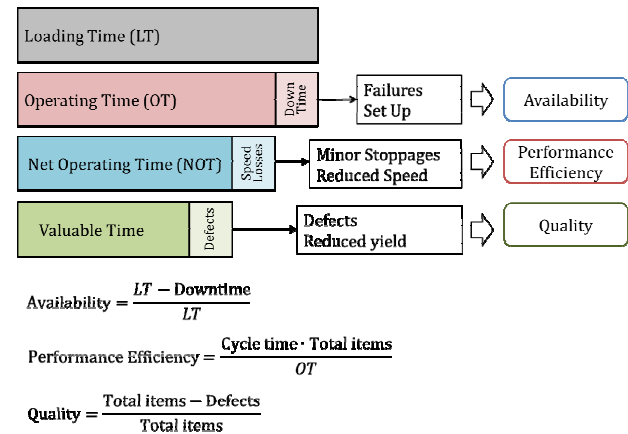 Loading Time (LT)
Operating Time (OT)
Down
Time
Failures
Set Up
Availability
Net Operating Time (NOT)
Speed
Losses
Minor Stoppages
Reduced Speed
Performance
Efficiency
Valuable Time
Defects
Defects
Reduced yield
Quality
Availability = (LT − Downtime) / LT
Performance Efficiency = (Cycle time · Total items) / OT
Quality = (Total items − Defects) / Total items